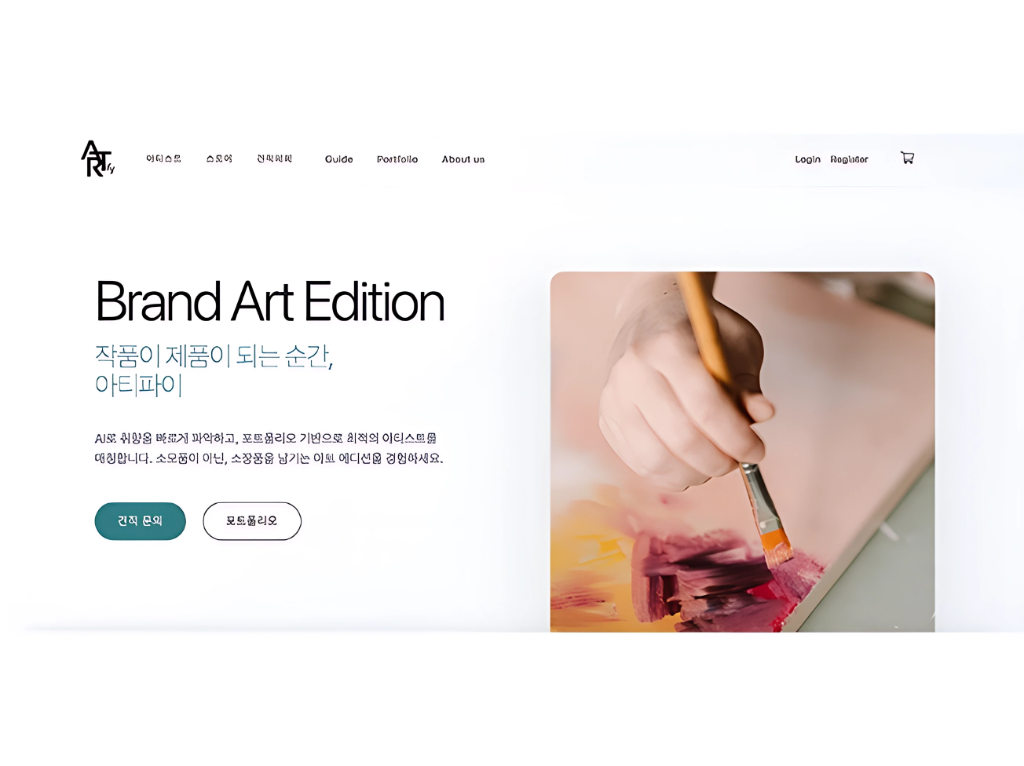 ARTfy
아티스트
스토어
Guide
Portfolio
About us
Login
Register
Brand Art Edition
작품이 제품이 되는 순간,
아티파이
AI로 취향을 빠르게 파악하고, 포트폴리오 기반으로 최적의 아티스트를
매칭합니다. 소모품이 아닌, 소장품을 남기는 아트 에디션을 경험하세요.
견적 문의
포트폴리오